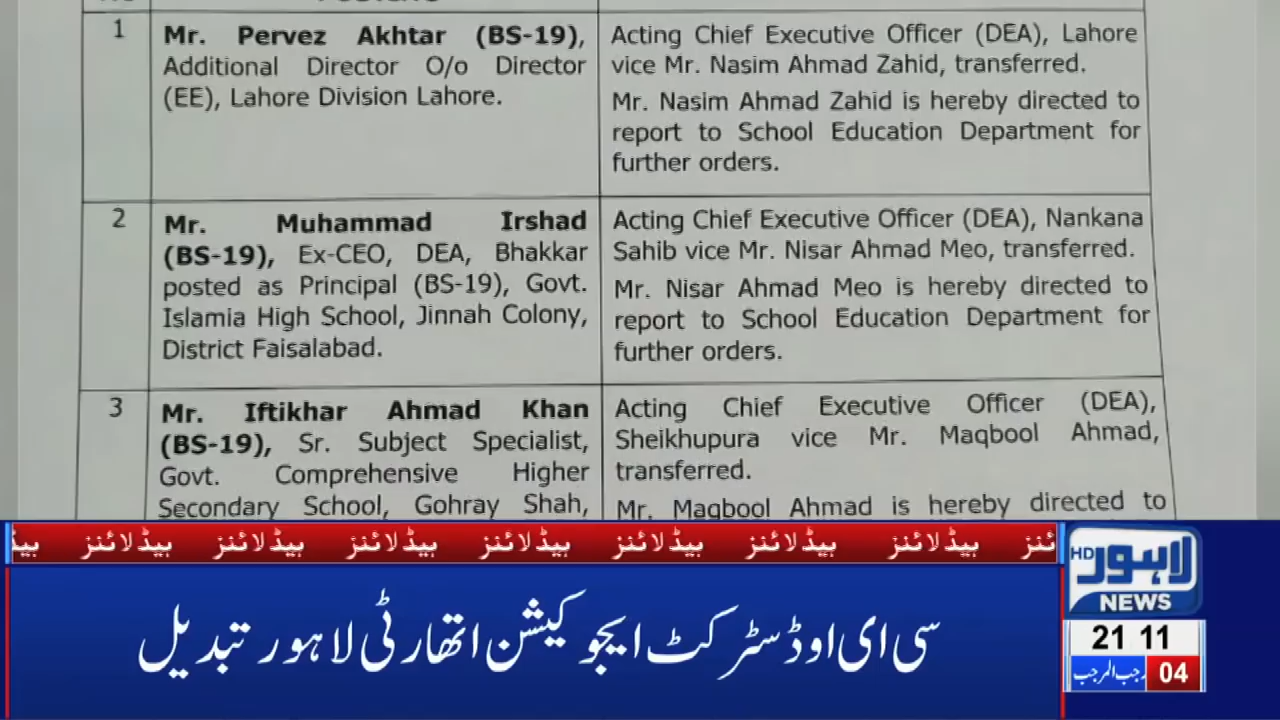 1
Mr. Pervez Akhtar (BS-19),
Additional Director O/o Director
(EE), Lahore Division Lahore.
Acting Chief Executive Officer (DEA), Lahore
vice Mr. Nasim Ahmad Zahid, transferred.
Mr. Nasim Ahmad Zahid is hereby directed to
report to School Education Department for
further orders.
2
Mr. Muhammad Irshad
(BS-19), Ex-CEO, DEA, Bhakkar
posted as Principal (BS-19), Govt.
Islamia High School, Jinnah Colony,
District Faisalabad.
Acting Chief Executive Officer (DEA), Nankana
Sahib vice Mr. Nisar Ahmad Meo, transferred.
Mr. Nisar Ahmad Meo is hereby directed to
report to School Education Department for
further orders.
3
Mr. Iftikhar Ahmad Khan
(BS-19), Sr. Subject Specialist,
Govt. Comprehensive Higher
Secondary School, Gohray Shah,
Acting Chief Executive Officer (DEA),
Sheikhupura vice Mr. Maqbool Ahmad,
transferred.
Mr. Maqbool Ahmad is hereby directed to
ہیڈلائنز ہیڈلائنز ہیڈلائنز ہیڈلائنز ہیڈلائنز ہیڈلائنز ہیڈلائنز
سی ای او ڈسٹرکٹ ایجوکیشن اتھارٹی لاہور تبدیل
لاہور HD
NEWS
21 11
04 رجب المرجب